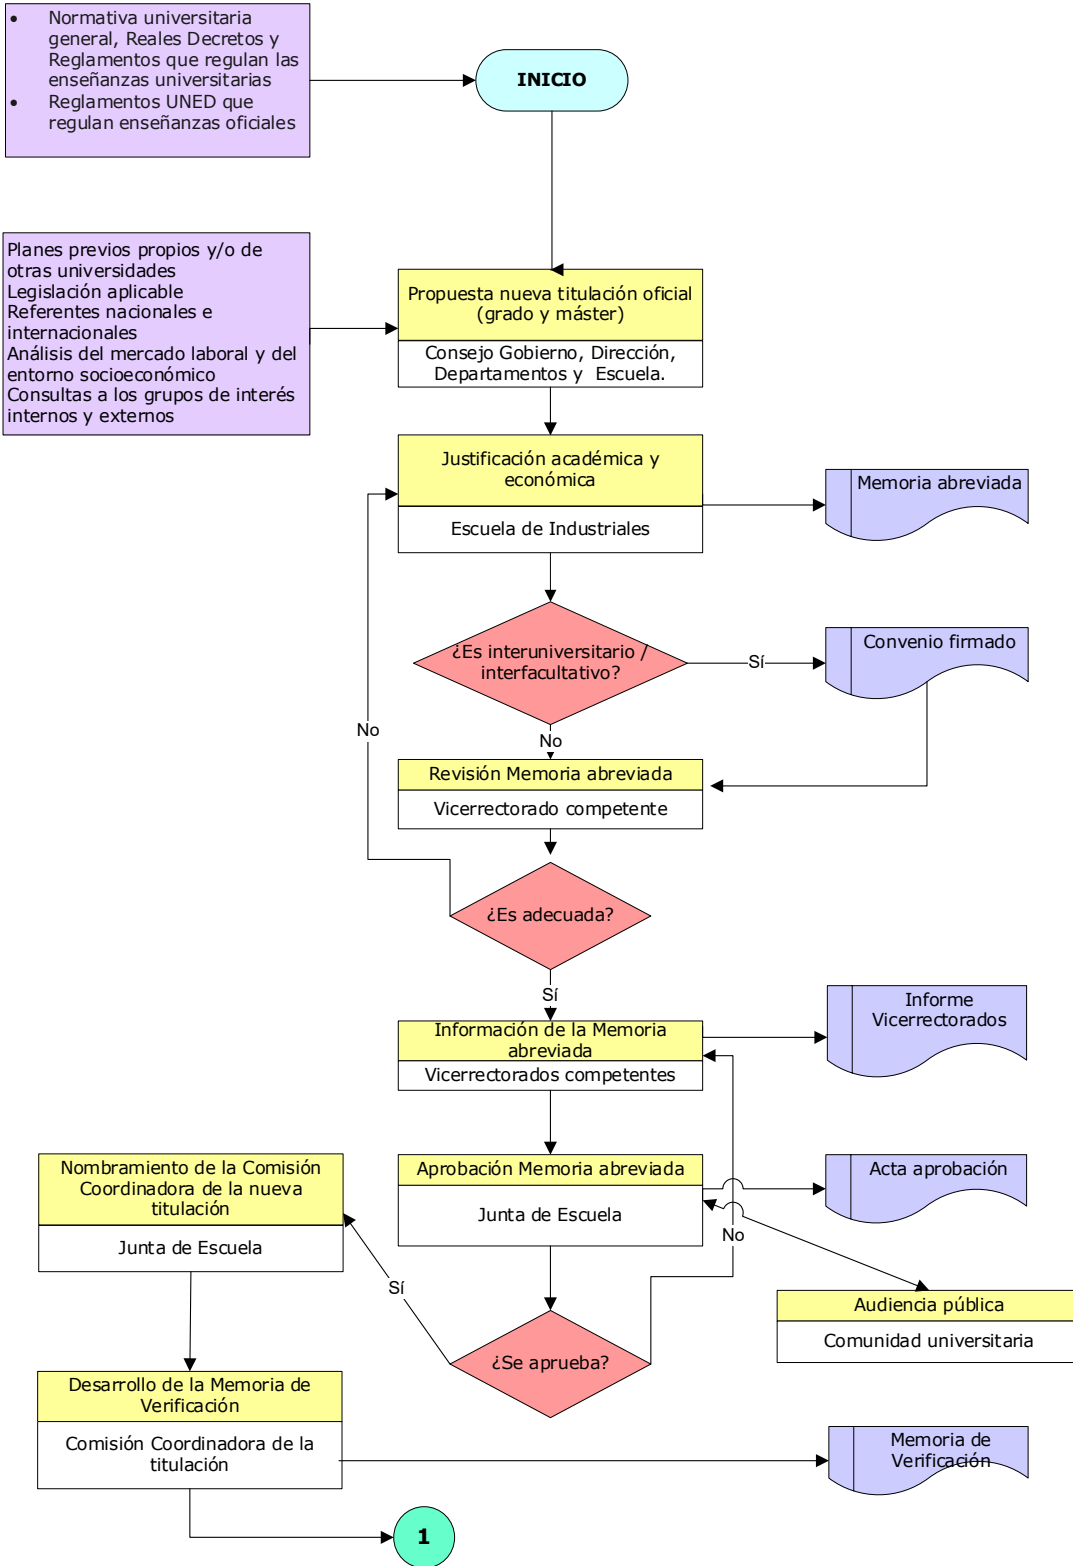 • Normativa universitaria
general, Reales Decretos y
Reglamentos que regulan las
enseñanzas universitarias
• Reglamentos UNED que
regulan enseñanzas oficiales
INICIO
Planes previos propios y/o de
otras universidades
Legislación aplicable
Referentes nacionales e
internacionales
Análisis del mercado laboral y del
entorno socioeconómico
Consultas a los grupos de interés
internos y externos
Propuesta nueva titulación oficial
(grado y máster)
Consejo Gobierno, Dirección,
Departamentos y Escuela.
Justificación académica y
económica
Escuela de Industriales
Memoria abreviada
¿Es interuniversitario /
interfacultativo?
Sí
Convenio firmado
No
No
Revisión Memoria abreviada
Vicerrectorado competente
¿Es adecuada?
Sí
Información de la Memoria
abreviada
Vicerrectorados competentes
Informe
Vicerrectorados
Aprobación Memoria abreviada
Junta de Escuela
Acta aprobación
Nombramiento de la Comisión
Coordinadora de la nueva
titulación
Junta de Escuela
No
Sí
Audiencia pública
Comunidad universitaria
¿Se aprueba?
Desarrollo de la Memoria de
Verificación
Comisión Coordinadora de la
titulación
Memoria de
Verificación
1